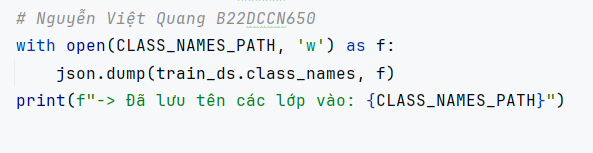 # Nguyễn Việt Quang B22DCCN650
with open(CLASS_NAMES_PATH, 'w') as f:
    json.dump(train_ds.class_names, f)
print(f"-> Đã lưu tên các lớp vào: {CLASS_NAMES_PATH}")